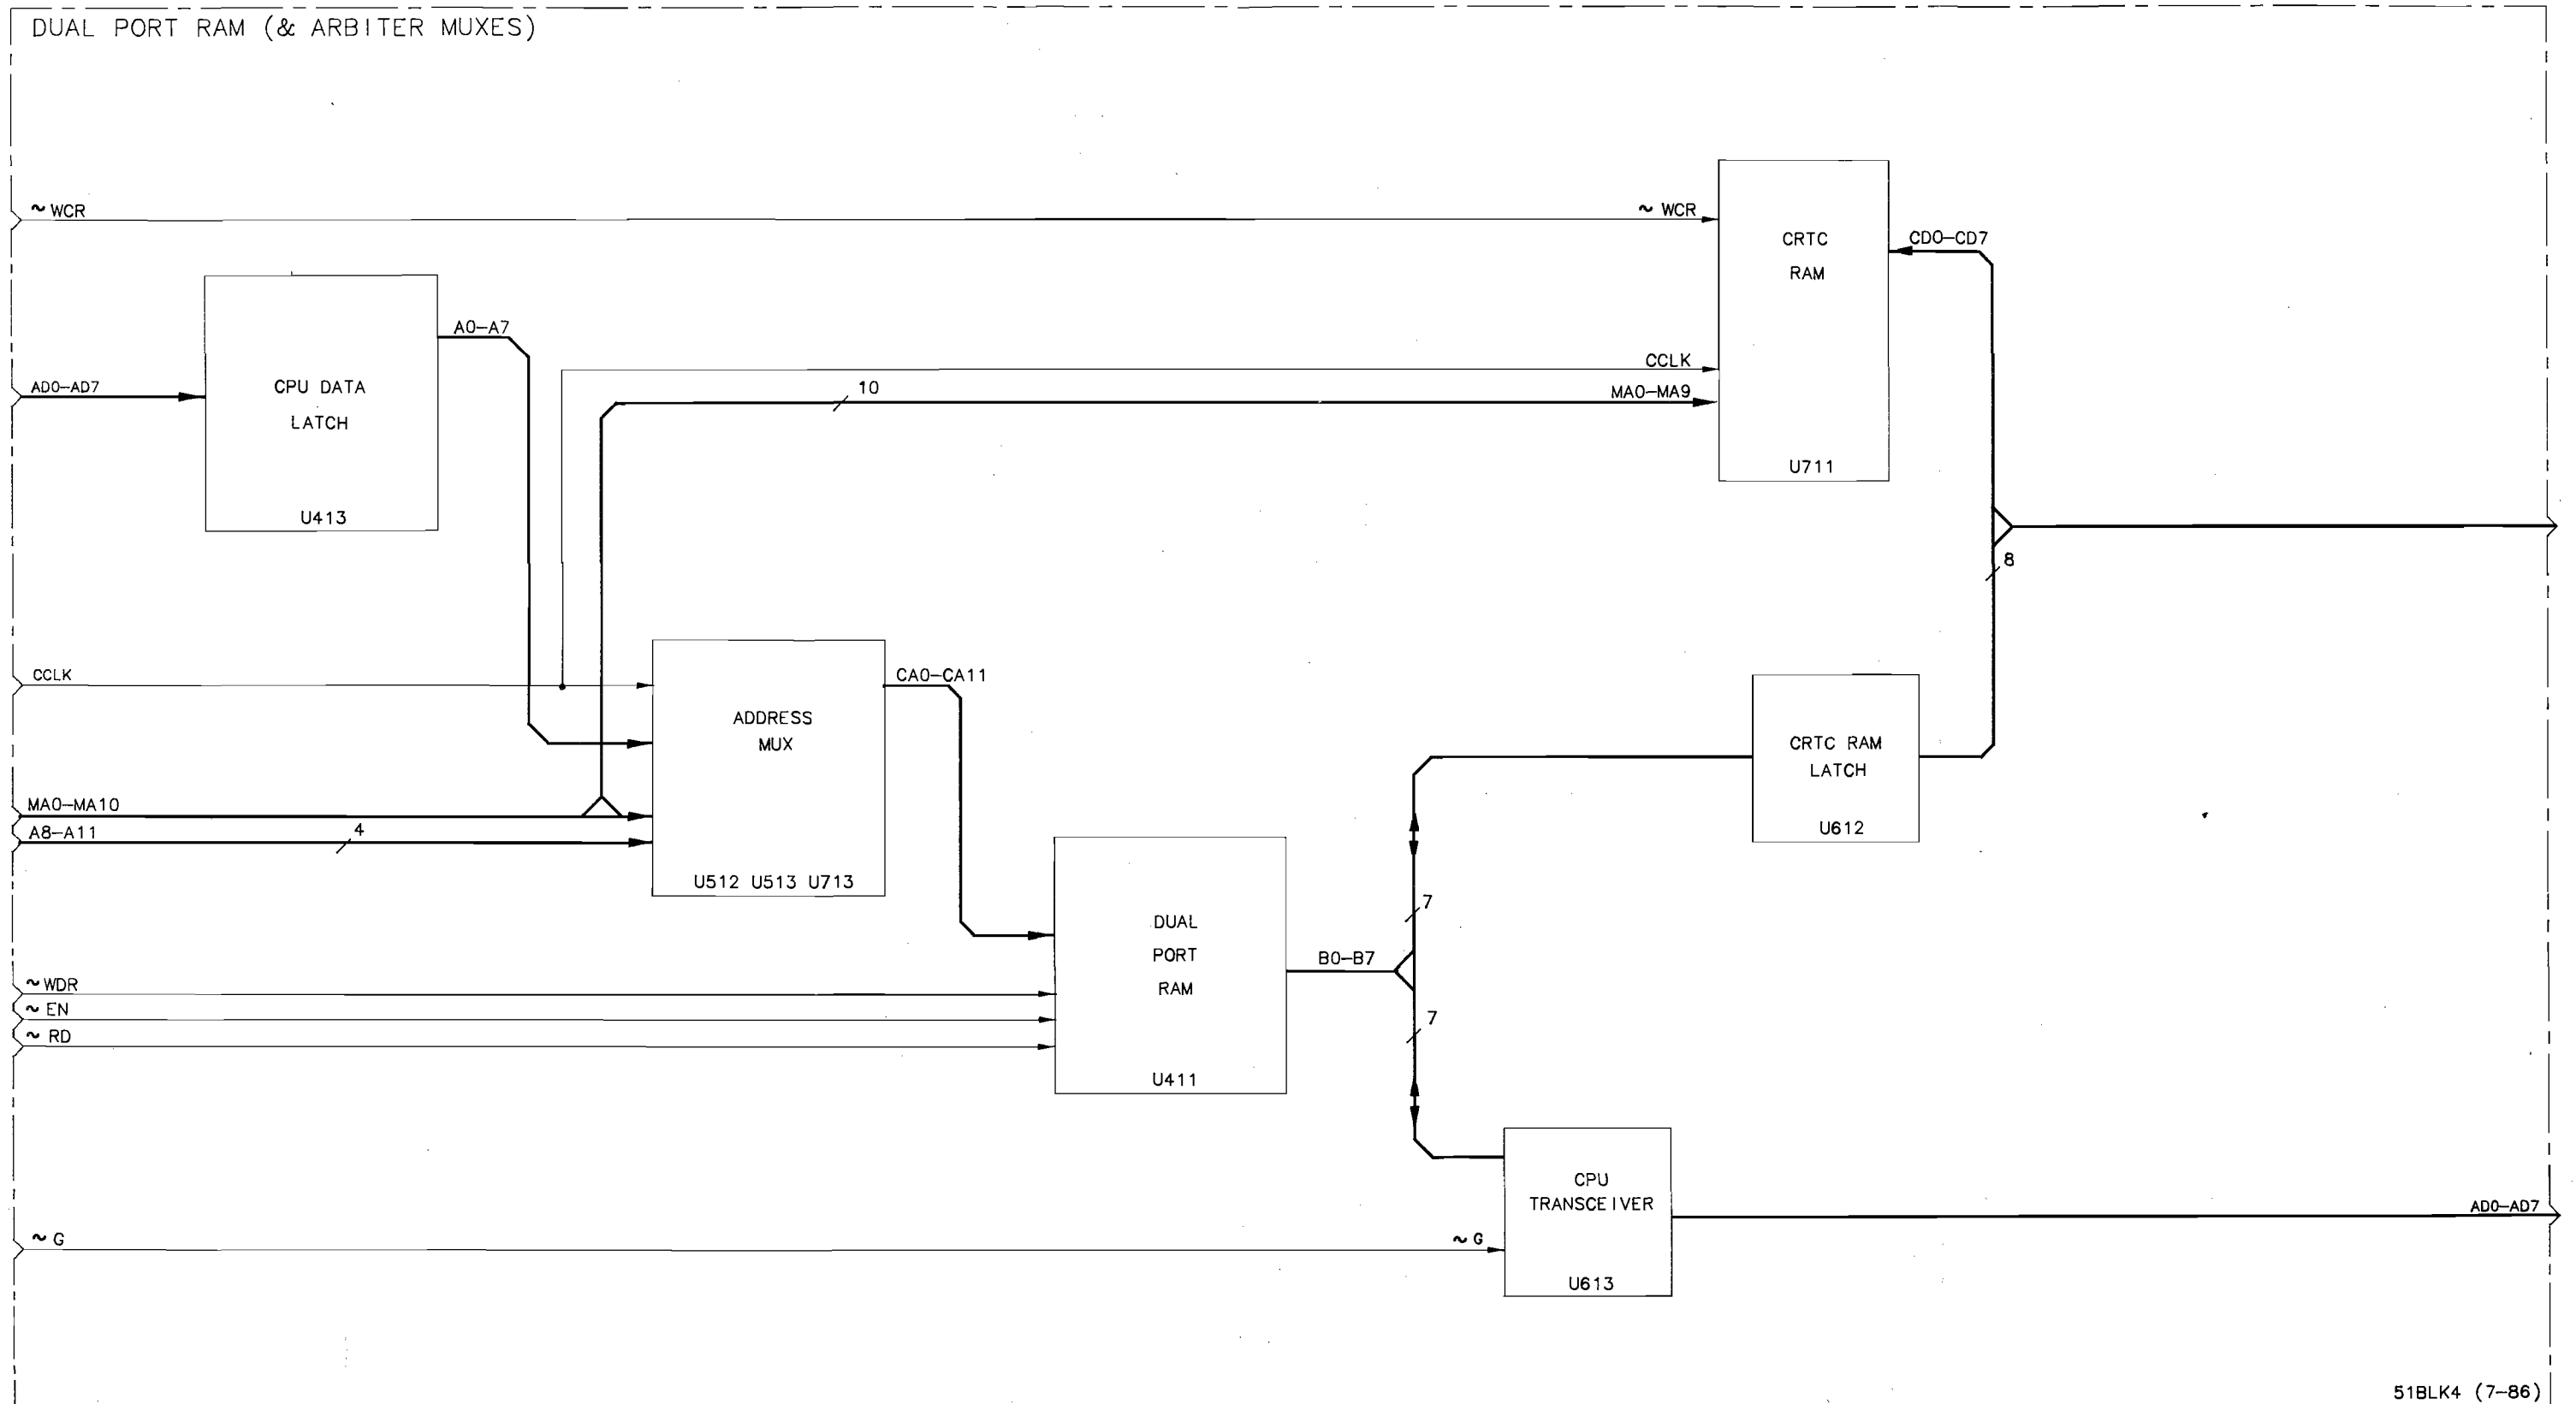 DUAL PORT RAM (& ARBITER MUXES)
~ WCR
~ WCR
CRTC
RAM
CD0-CD7
A0-A7
CCLK
AD0-AD7
CPU DATA
LATCH
10
MA0-MA9
U711
U413
8
CCLK
CA0-CA11
ADDRESS
MUX
CRTC RAM
LATCH
MA0-MA10
A8-A11
4
U612
U512 U513 U713
7
DUAL
PORT
RAM
B0-B7
~ WDR
~ EN
~ RD
7
U411
CPU
TRANSCEIVER
AD0-AD7
~ G
~ G
U613
51BLK4 (7-86)